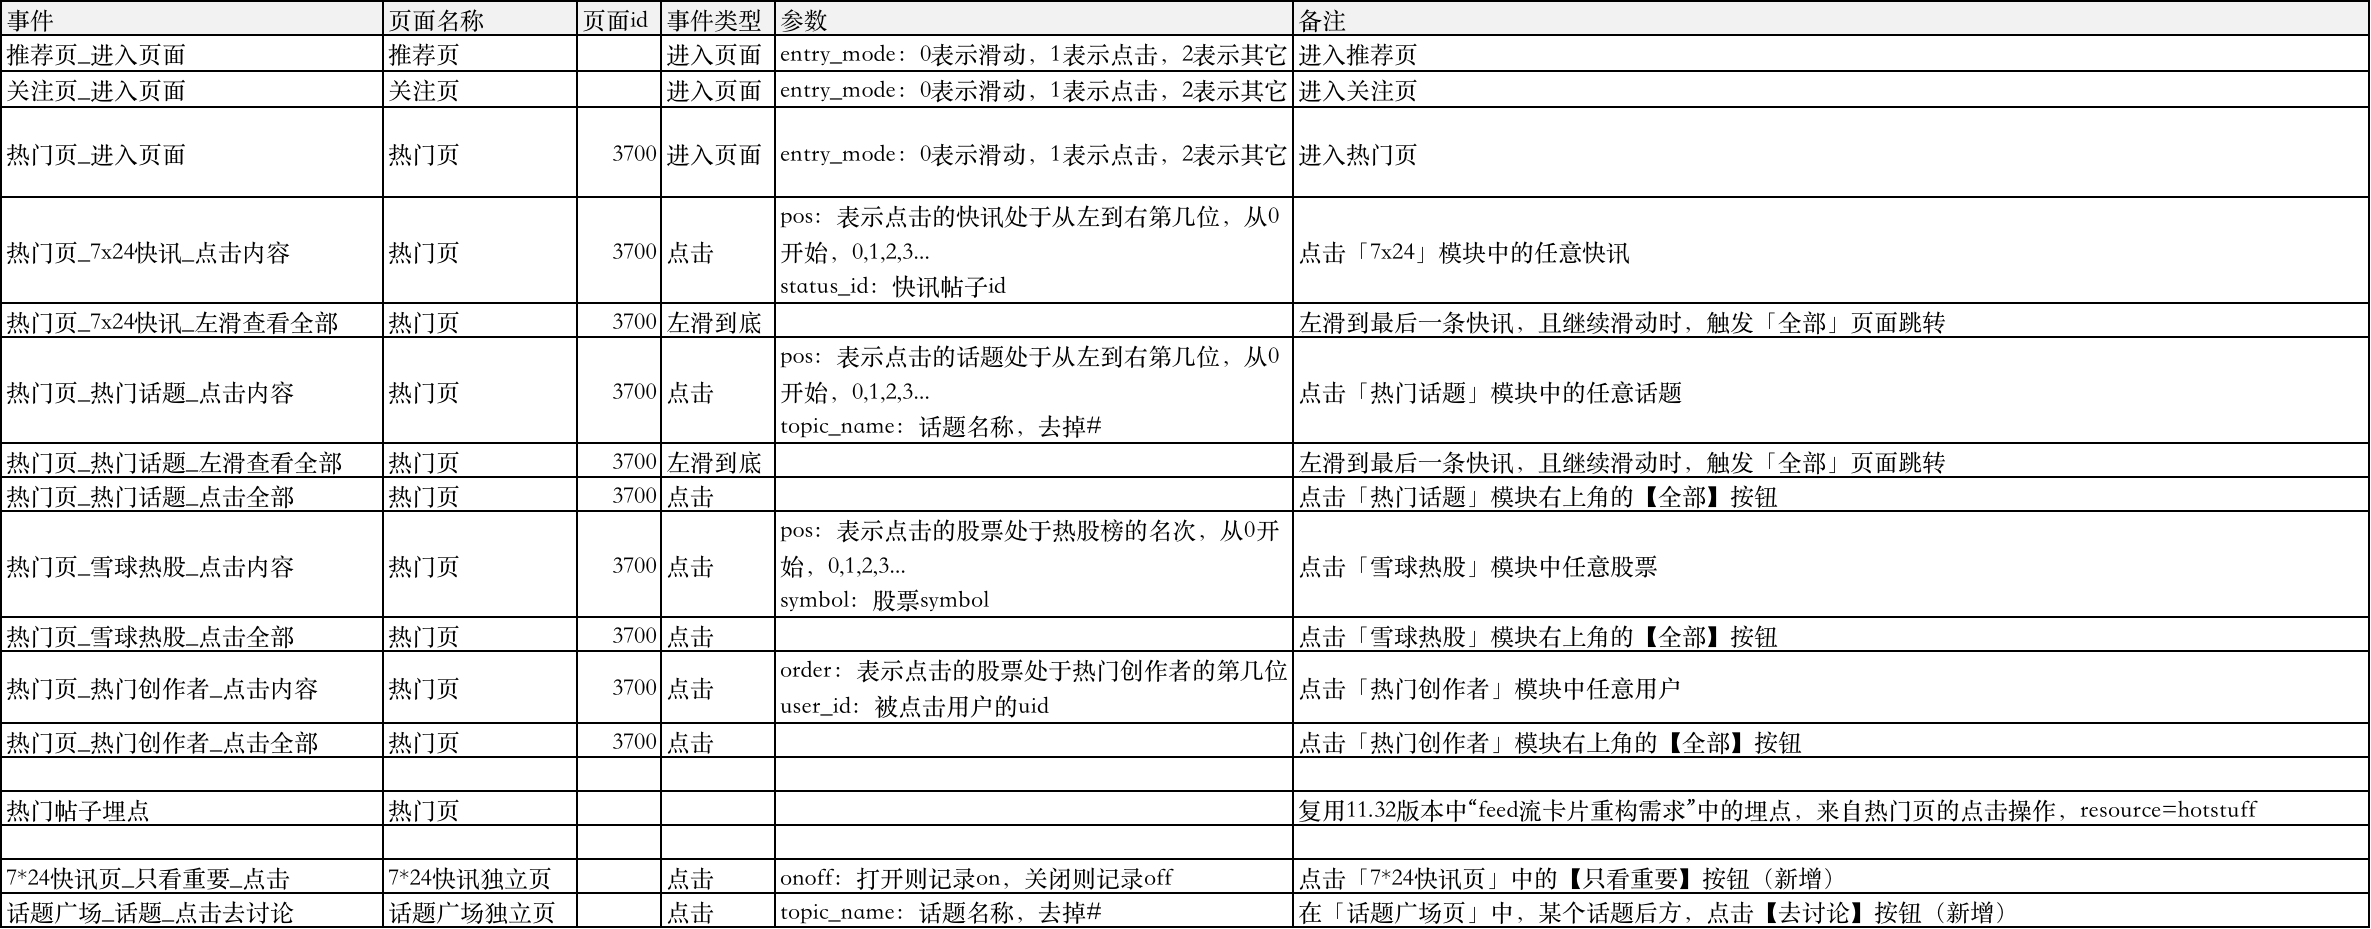 事件 页面名称 页面id 事件类型 参数 备注
推荐页_进入页面 推荐页 进入页面 entry_mode：0表示滑动，1表示点击，2表示其它 进入推荐页
关注页_进入页面 关注页 进入页面 entry_mode：0表示滑动，1表示点击，2表示其它 进入关注页
热门页_进入页面 热门页 3700 进入页面 entry_mode：0表示滑动，1表示点击，2表示其它 进入热门页
pos：表示点击的快讯处于从左到右第几位，从0
热门页_7x24快讯_点击内容 热门页 3700 点击 开始，0,1,2,3... 点击「7x24」模块中的任意快讯
status_id：快讯帖子id
热门页_7x24快讯_左滑查看全部 热门页 3700 左滑到底 左滑到最后一条快讯，且继续滑动时，触发「全部」页面跳转
pos：表示点击的话题处于从左到右第几位，从0
热门页_热门话题_点击内容 热门页 3700 点击 开始，0,1,2,3... 点击「热门话题」模块中的任意话题
topic_name：话题名称，去掉#
热门页_热门话题_左滑查看全部 热门页 3700 左滑到底 左滑到最后一条快讯，且继续滑动时，触发「全部」页面跳转
热门页_热门话题_点击全部 热门页 3700 点击 点击「热门话题」模块右上角的【全部】按钮
pos：表示点击的股票处于热股榜的名次，从0开
热门页_雪球热股_点击内容 热门页 3700 点击 始，0,1,2,3... 点击「雪球热股」模块中任意股票
symbol：股票symbol
热门页_雪球热股_点击全部 热门页 3700 点击 点击「雪球热股」模块右上角的【全部】按钮
order：表示点击的股票处于热门创作者的第几位
热门页_热门创作者_点击内容 热门页 3700 点击 点击「热门创作者」模块中任意用户
user_id：被点击用户的uid
热门页_热门创作者_点击全部 热门页 3700 点击 点击「热门创作者」模块右上角的【全部】按钮
热门帖子埋点 热门页 复用11.32版本中“feed流卡片重构需求”中的埋点，来自热门页的点击操作，resource=hotstuff
7*24快讯页_只看重要_点击 7*24快讯独立页 点击 onoff：打开则记录on，关闭则记录off 点击「7*24快讯页」中的【只看重要】按钮（新增）
话题广场_话题_点击去讨论 话题广场独立页 点击 topic_name：话题名称，去掉# 在「话题广场页」中，某个话题后方，点击【去讨论】按钮（新增）